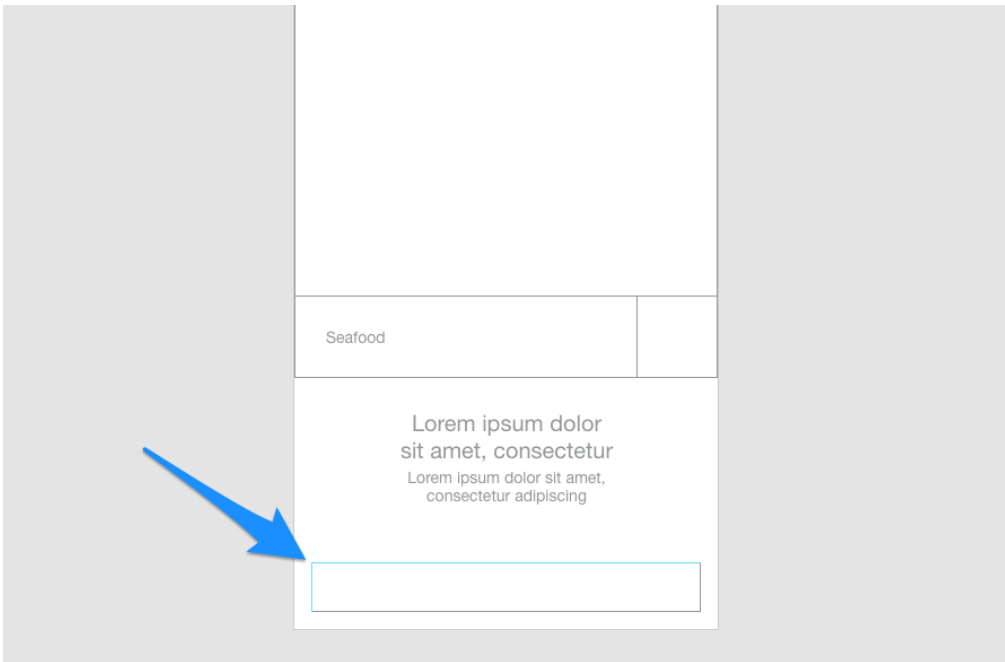 Seafood
Lorem ipsum dolor
sit amet, consectetur
Lorem ipsum dolor sit amet,
consectetur adipiscing